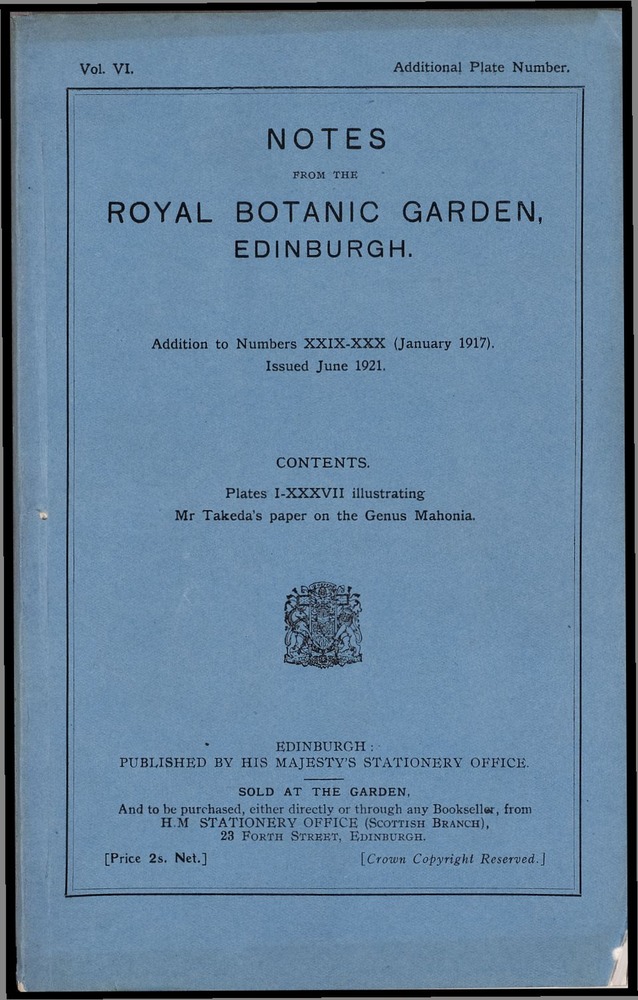 Vol. VI.
Additional Plate Number.
NOTES
FROM THE
ROYAL BOTANIC GARDEN,
EDINBURGH.
Addition to Numbers XXIX-XXX (January 1917).
Issued June 1921.
CONTENTS.
Plates I-XXXVII illustrating
Mr Takeda's paper on the Genus Mahonia.
EDINBURGH:
PUBLISHED BY HIS MAJESTY'S STATIONERY OFFICE.
SOLD AT THE GARDEN,
And to be purchased, either directly or through any Bookseller, from
H.M STATIONERY OFFICE (SCOTTISH BRANCH),
23 FORTH STREET, EDINBURGH.
[Price 2s. Net.]
[Crown Copyright Reserved.]